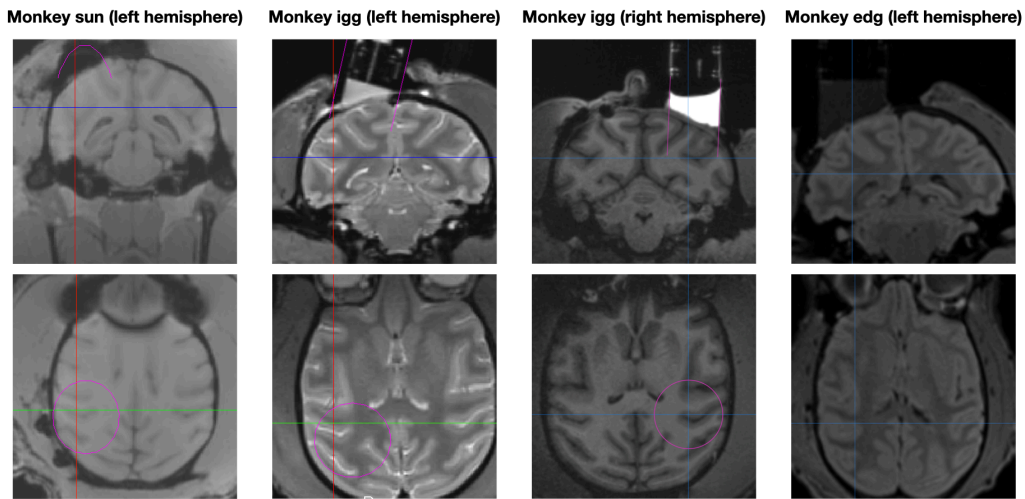 Monkey sun (left hemisphere)
Monkey igg (left hemisphere)
Monkey igg (right hemisphere)
Monkey edg (left hemisphere)